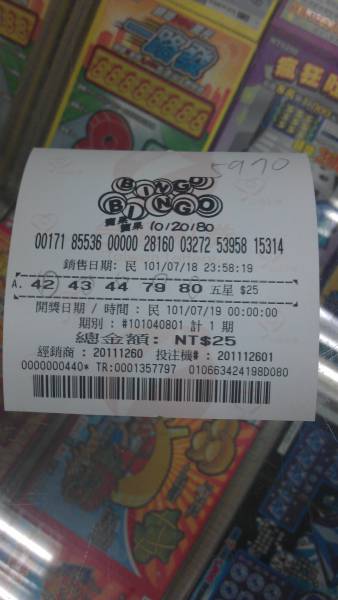 瘋狂
5970
BINGO
BINGO
賓果 賓果 10/20/80
00171 85536 00000 28160 03272 53958 15314
銷售日期: 民 101/07/18 23:58:19
A. 42 43 44 79 80 五星 $25
開獎日期 / 時間 : 民 101/07/19 00:00:00
期別 : #101040801 計 1 期
總金額: NT$25
經銷商 : 20111260 投注機# : 201112601
0000000440* TR:0001357797 010663424198D080